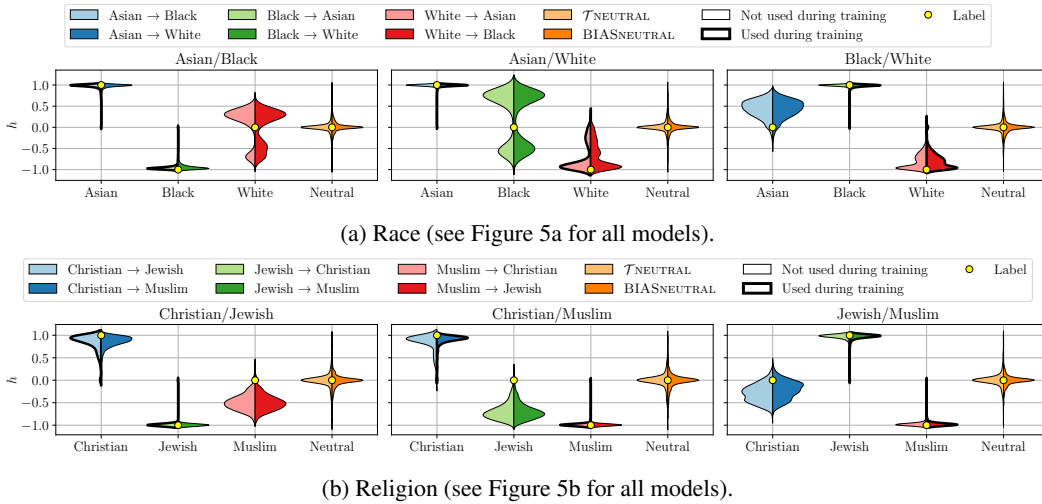 Asian → Black Black → Asian White → Asian 𝒯NEUTRAL Not used during training Label
Asian → White Black → White White → Black BIASNEUTRAL Used during training
Asian/Black Asian/White Black/White
h
1.0
0.5
0.0
−0.5
−1.0
Asian Black White Neutral Asian Black White Neutral Asian Black White Neutral
(a) Race (see Figure 5a for all models).
Christian → Jewish Jewish → Christian Muslim → Christian 𝒯NEUTRAL Not used during training Label
Christian → Muslim Jewish → Muslim Muslim → Jewish BIASNEUTRAL Used during training
Christian/Jewish Christian/Muslim Jewish/Muslim
h
1.0
0.5
0.0
−0.5
−1.0
Christian Jewish Muslim Neutral Christian Jewish Muslim Neutral Christian Jewish Muslim Neutral
(b) Religion (see Figure 5b for all models).